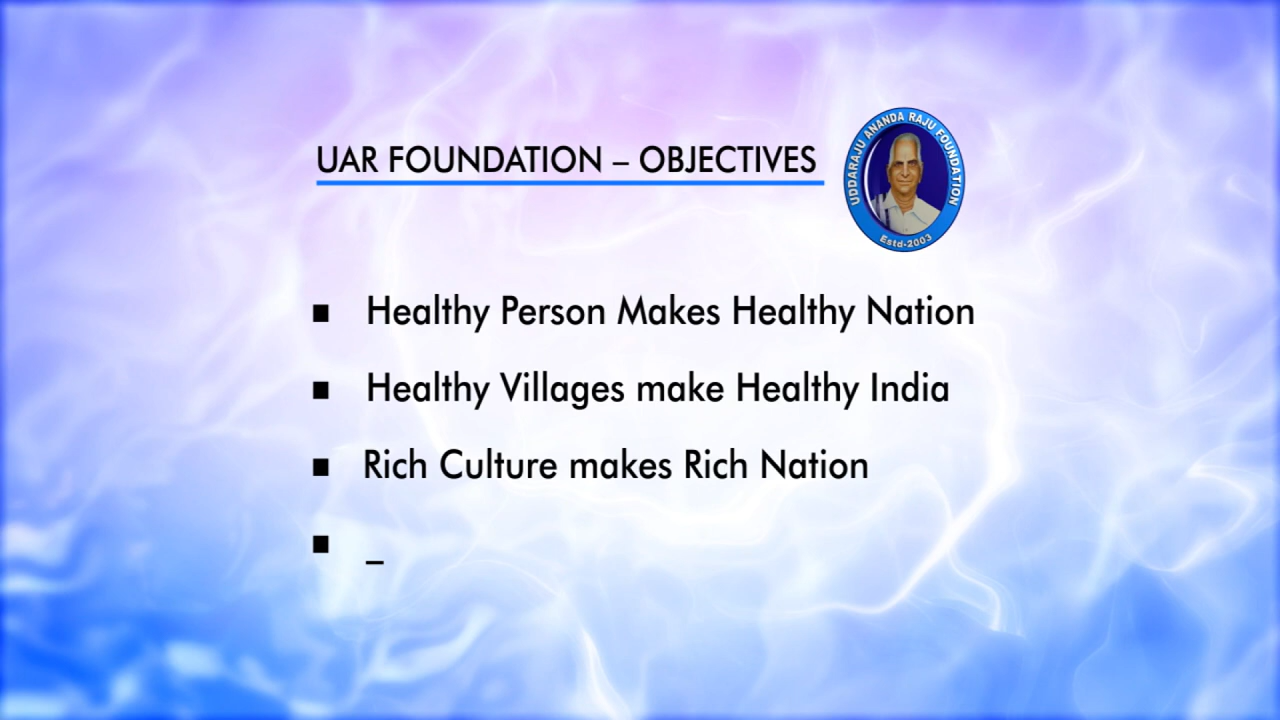 UAR FOUNDATION – OBJECTIVES
UDDARAJU ANANDA RAJU FOUNDATION
Estd-2003
■ Healthy Person Makes Healthy Nation
■ Healthy Villages make Healthy India
■ Rich Culture makes Rich Nation
■ _